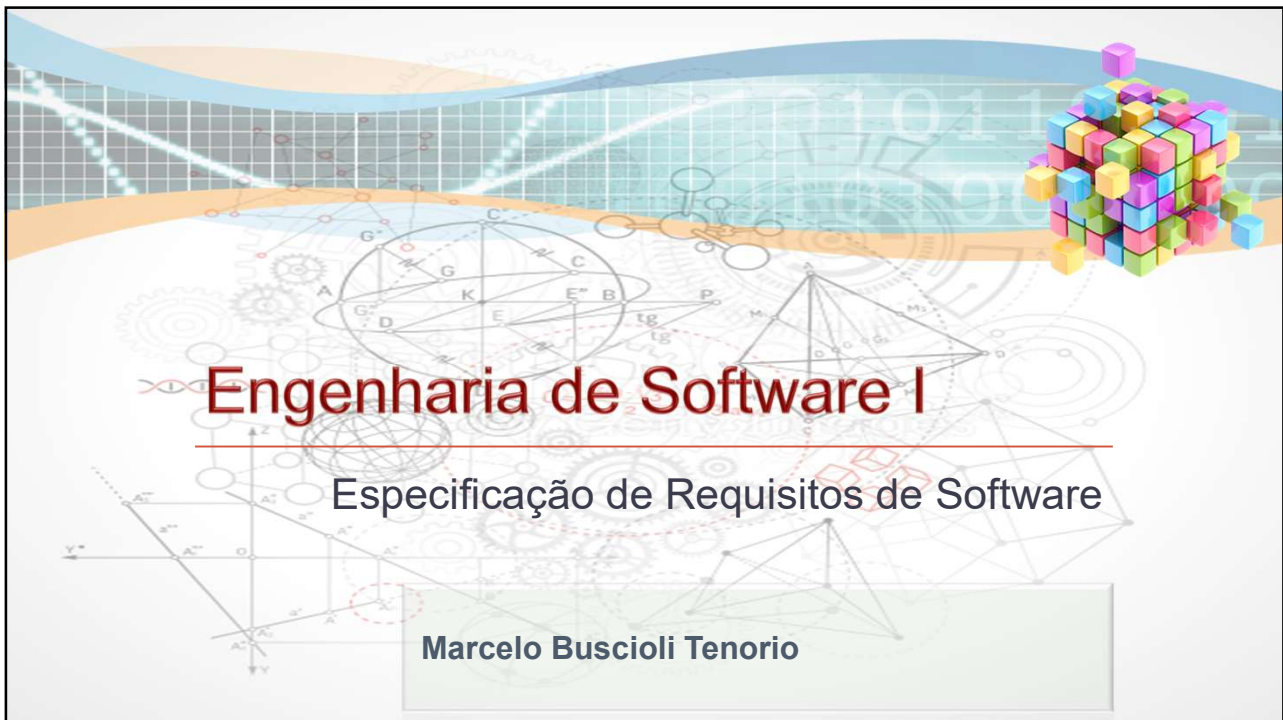 Engenharia de Software I
Especificação de Requisitos de Software
Marcelo Buscioli Tenorio